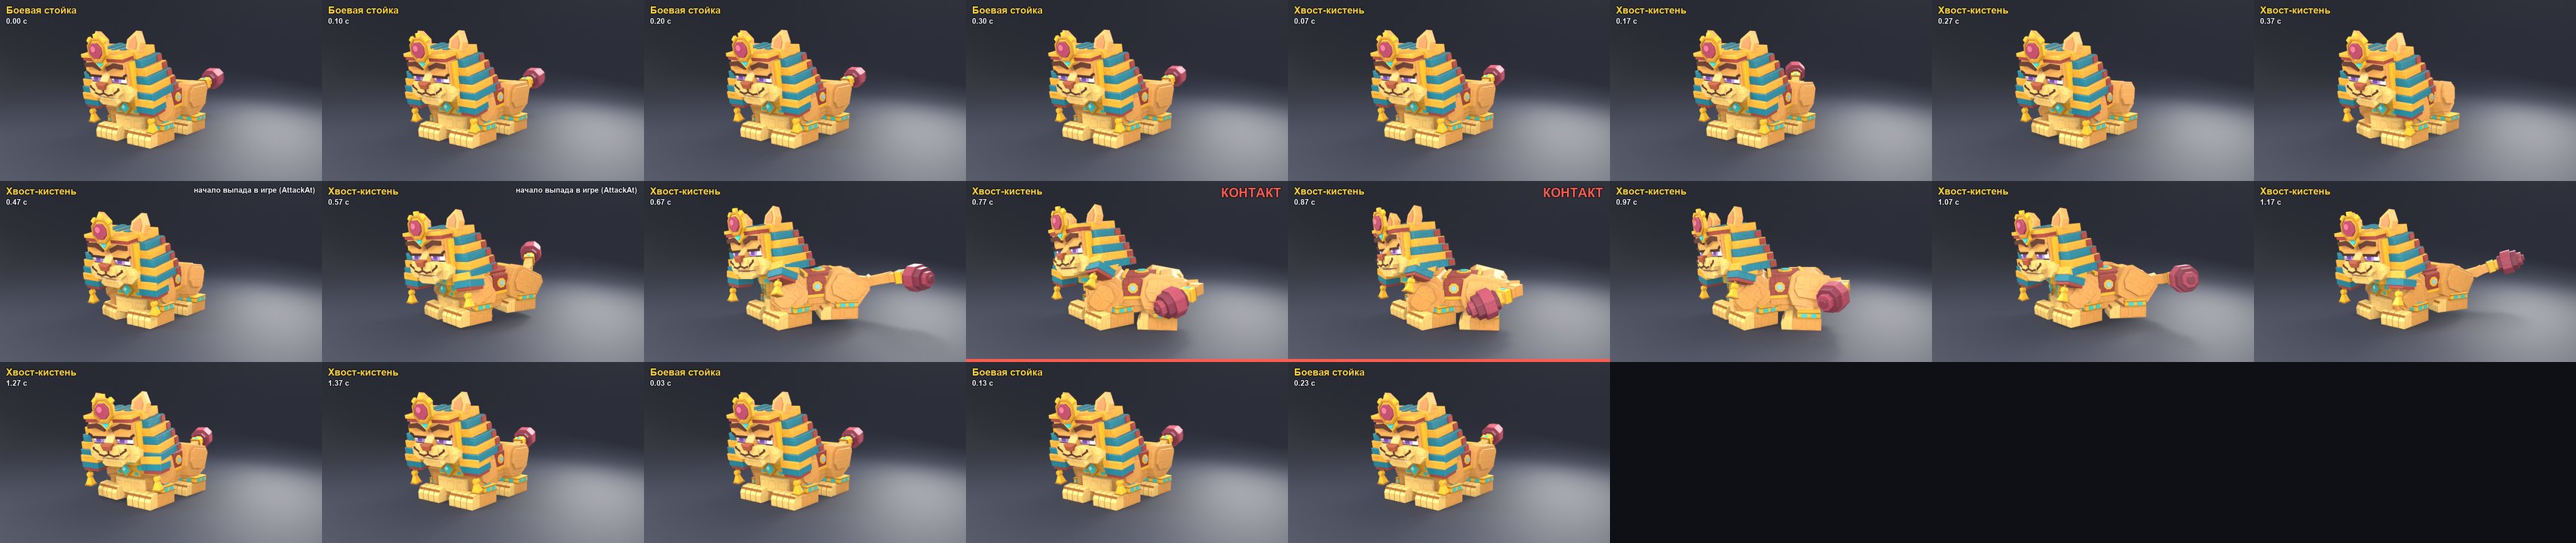 Боевая стойка
0.00 с
Боевая стойка
0.10 с
Боевая стойка
0.20 с
Боевая стойка
0.30 с
Хвост-кистень
0.07 с
Хвост-кистень
0.17 с
Хвост-кистень
0.27 с
Хвост-кистень
0.37 с
Хвост-кистень
0.47 с
начало выпада в игре (AttackAt)
Хвост-кистень
0.57 с
начало выпада в игре (AttackAt)
Хвост-кистень
0.67 с
Хвост-кистень
0.77 с
КОНТАКТ
Хвост-кистень
0.87 с
КОНТАКТ
Хвост-кистень
0.97 с
Хвост-кистень
1.07 с
Хвост-кистень
1.17 с
Хвост-кистень
1.27 с
Хвост-кистень
1.37 с
Боевая стойка
0.03 с
Боевая стойка
0.13 с
Боевая стойка
0.23 с